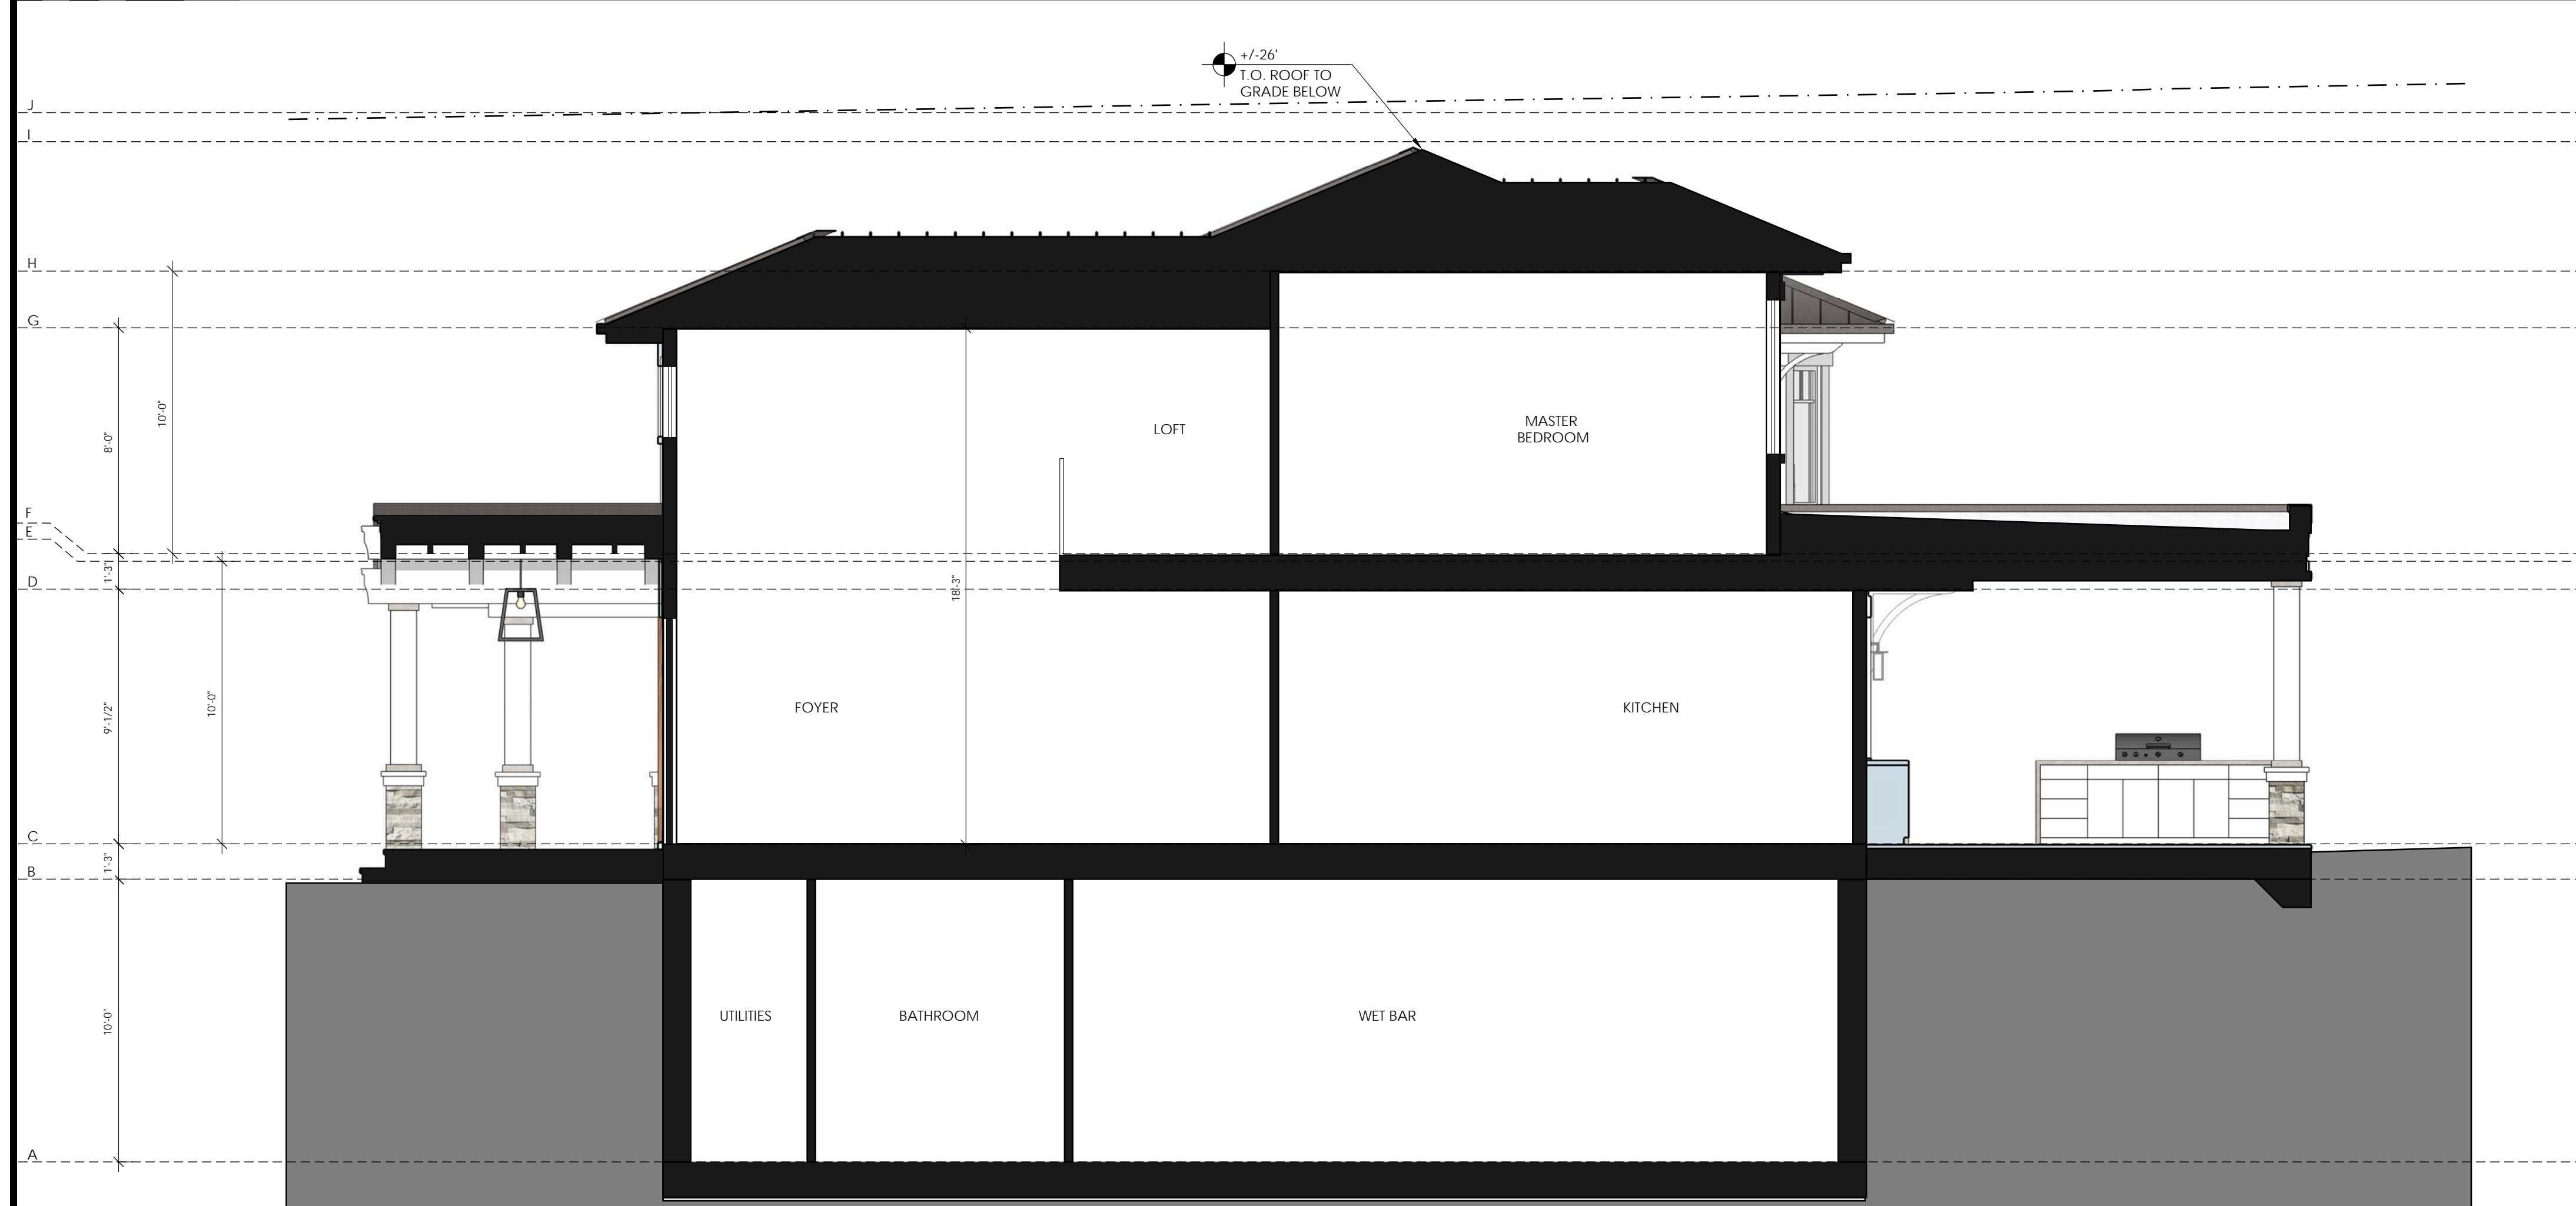 +/-26'
T.O. ROOF TO
GRADE BELOW
J
I
H
G
10'-0"
8'-0"
LOFT
MASTER
BEDROOM
F
E
D
1'-3"
18'-3"
9'-1/2"
10'-0"
FOYER
KITCHEN
C
1'-3"
B
10'-0"
UTILITIES
BATHROOM
WET BAR
A